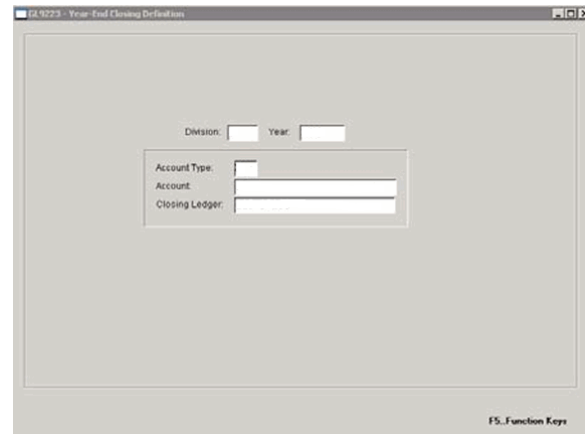 GL9223 - Year-End Closing Definition
Division: Year:
Account Type:
Account:
Closing Ledger:
F5..Function Keys